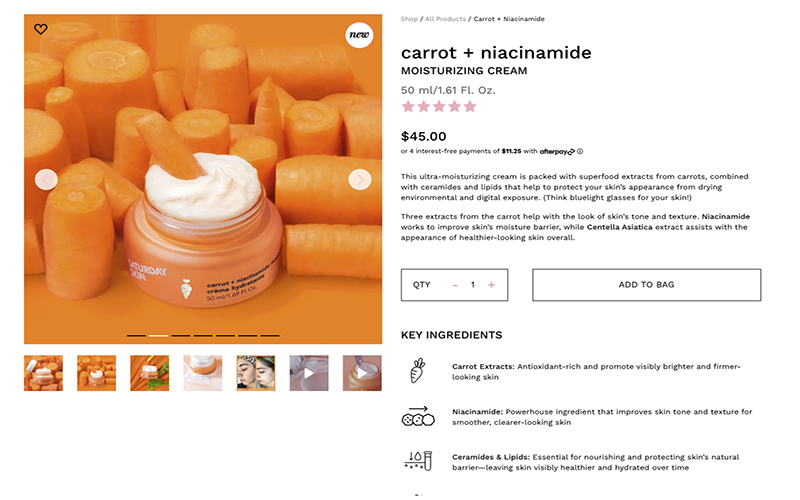 Shop / All Products / Carrot + Niacinamide
new
carrot + niacinamide
MOISTURIZING CREAM
50 ml/1.61 Fl. Oz.
$45.00
or 4 interest-free payments of $11.25 with afterpay
This ultra-moisturizing cream is packed with superfood extracts from carrots, combined
with ceramides and lipids that help to protect your skin's appearance from drying
environmental and digital exposure. (Think bluelight glasses for your skin!)
Three extracts from the carrot help with the look of skin's tone and texture. Niacinamide
works to improve skin's moisture barrier, while Centella Asiatica extract assists with the
appearance of healthier-looking skin overall.
SATURDAY
SKIN
carrot + niacinamide
crème hydratante
50 ml/1.69 Fl. Oz
QTY - 1 +
ADD TO BAG
KEY INGREDIENTS
Carrot Extracts: Antioxidant-rich and promote visibly brighter and firmer-
looking skin
Niacinamide: Powerhouse ingredient that improves skin tone and texture for
smoother, clearer-looking skin
Ceramides & Lipids: Essential for nourishing and protecting skin's natural
barrier—leaving skin visibly healthier and hydrated over time